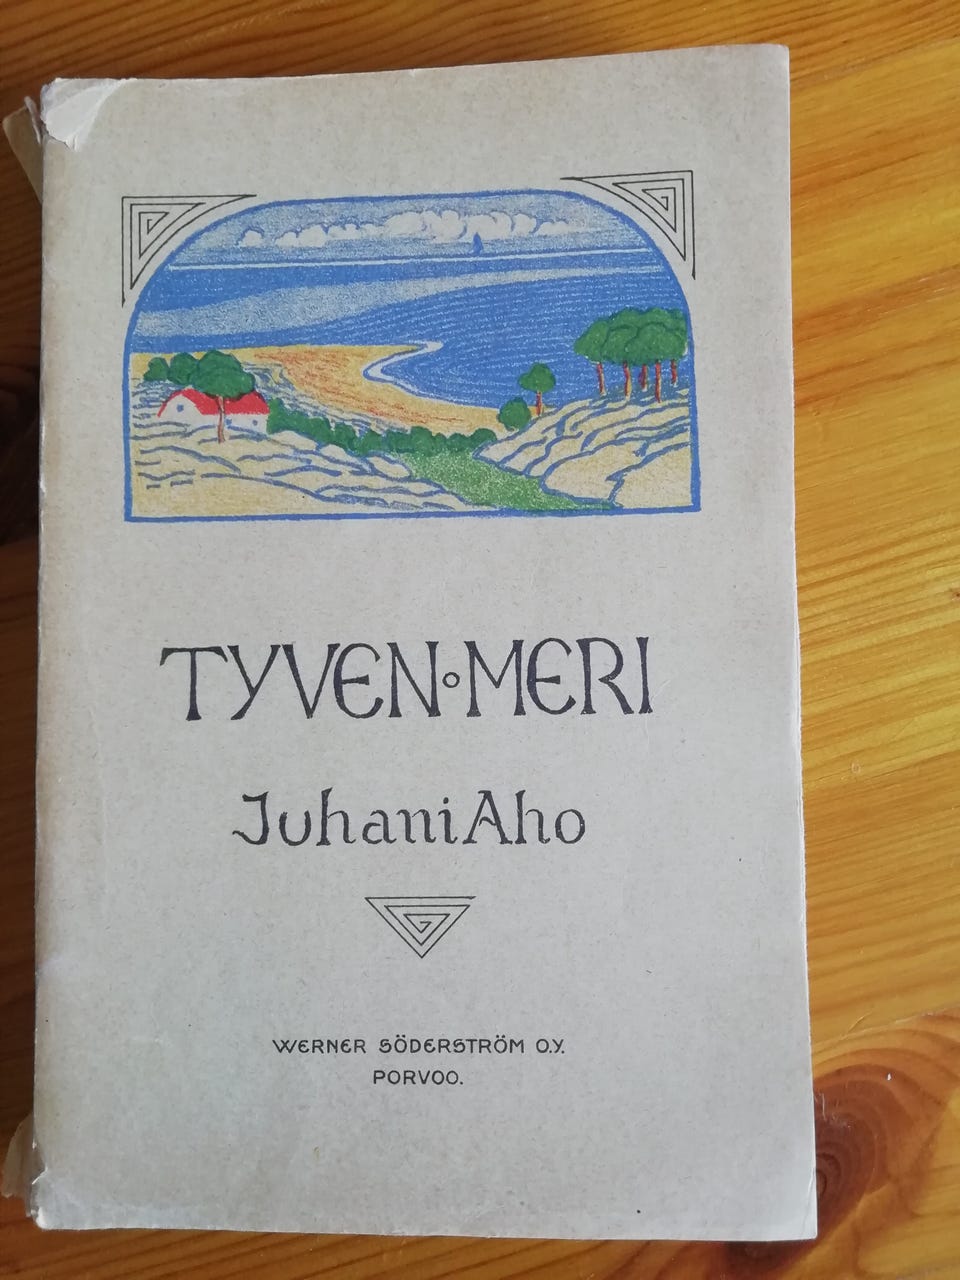 TYVEN∘MERI
Juhani Aho
WERNER SÖDERSTRÖM O.Y.
PORVOO.